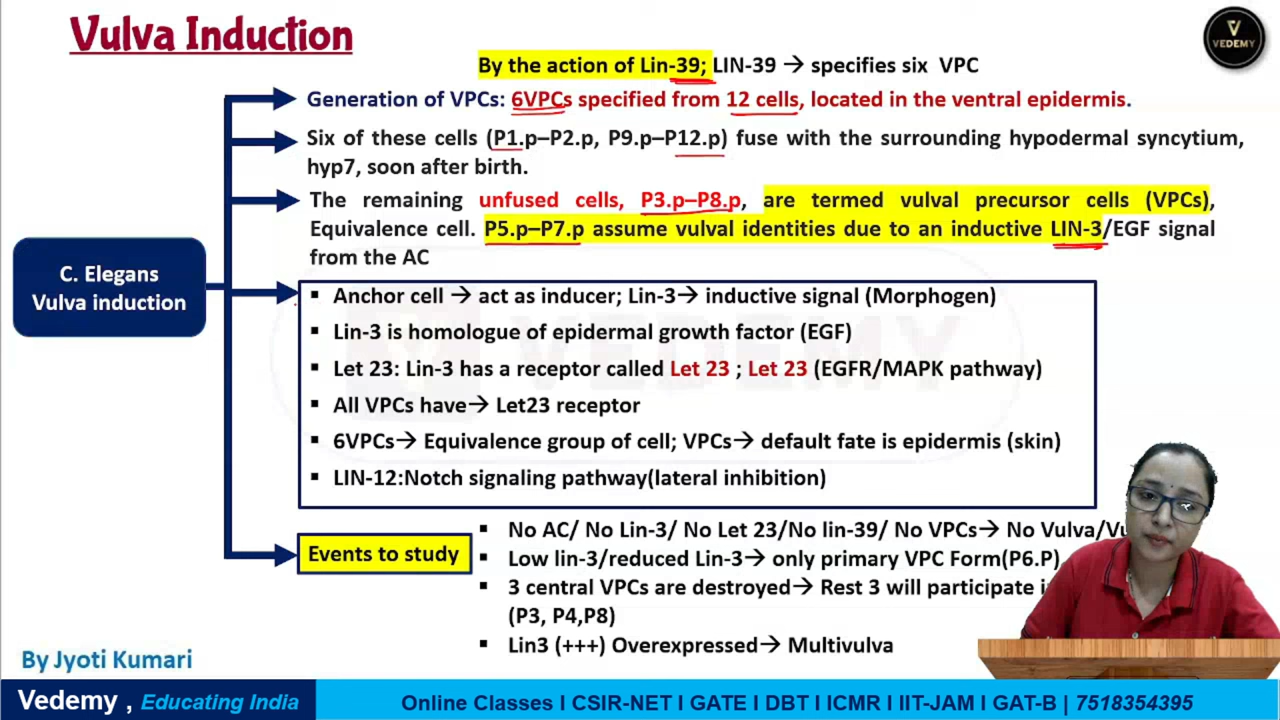 Vulva Induction
VEDEMY
By the action of Lin-39; LIN-39 → specifies six VPC
Generation of VPCs: 6VPCs specified from 12 cells, located in the ventral epidermis.
Six of these cells (P1.p–P2.p, P9.p–P12.p) fuse with the surrounding hypodermal syncytium,
hyp7, soon after birth.
The remaining unfused cells, P3.p–P8.p, are termed vulval precursor cells (VPCs),
Equivalence cell. P5.p–P7.p assume vulval identities due to an inductive LIN-3/EGF signal
from the AC
C. Elegans
Vulva induction
▪ Anchor cell → act as inducer; Lin-3→ inductive signal (Morphogen)
▪ Lin-3 is homologue of epidermal growth factor (EGF)
▪ Let 23: Lin-3 has a receptor called Let 23 ; Let 23 (EGFR/MAPK pathway)
▪ All VPCs have→ Let23 receptor
▪ 6VPCs→ Equivalence group of cell; VPCs→ default fate is epidermis (skin)
▪ LIN-12:Notch signaling pathway(lateral inhibition)
VEDEMY
Events to study
▪ No AC/ No Lin-3/ No Let 23/No lin-39/ No VPCs→ No Vulva/
▪ Low lin-3/reduced Lin-3→ only primary VPC Form(P6.P)
▪ 3 central VPCs are destroyed→ Rest 3 will participate
(P3, P4,P8)
▪ Lin3 (+++) Overexpressed→ Multivulva
By Jyoti Kumari
Vedemy , Educating India
Online Classes I CSIR-NET I GATE I DBT I ICMR I IIT-JAM I GAT-B | 7518354395